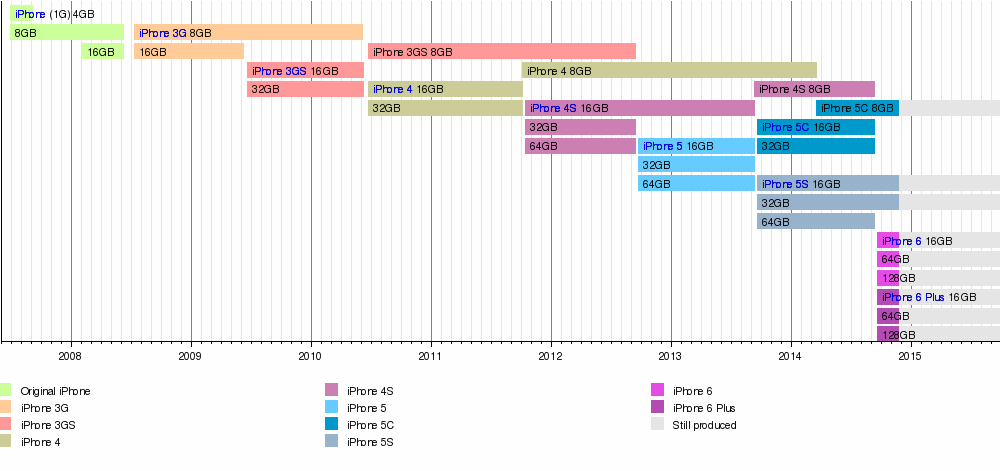 iPhone (1G) 4GB
8GB iPhone 3G 8GB
16GB 16GB iPhone 3GS 8GB
iPhone 3GS 16GB iPhone 4 8GB
32GB iPhone 4 16GB iPhone 4S 8GB
32GB iPhone 4S 16GB iPhone 5C 8GB
32GB iPhone 5C 16GB
64GB iPhone 5 16GB 32GB
32GB
64GB iPhone 5S 16GB
32GB
64GB
iPhone 6 16GB
64GB
128GB
iPhone 6 Plus 16GB
64GB
128GB
2008 2009 2010 2011 2012 2013 2014 2015
Original iPhone iPhone 4S iPhone 6
iPhone 3G iPhone 5 iPhone 6 Plus
iPhone 3GS iPhone 5C Still produced
iPhone 4 iPhone 5S